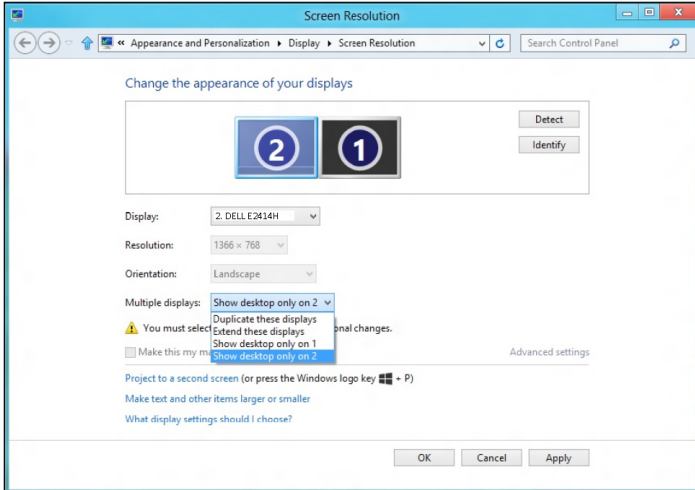 Screen Resolution
« Appearance and Personalization ▸ Display ▸ Screen Resolution
Search Control Panel
Change the appearance of your displays
2
1
Detect
Identify
Display: 2. DELL E2414H
Resolution: 1366 × 768
Orientation: Landscape
Multiple displays: Show desktop only on 2
Duplicate these displays
You must select
Extend these displays
onal changes.
Show desktop only on 1
Make this my m
Show desktop only on 2
Advanced settings
Project to a second screen (or press the Windows logo key + P)
Make text and other items larger or smaller
What display settings should I choose?
OK Cancel Apply